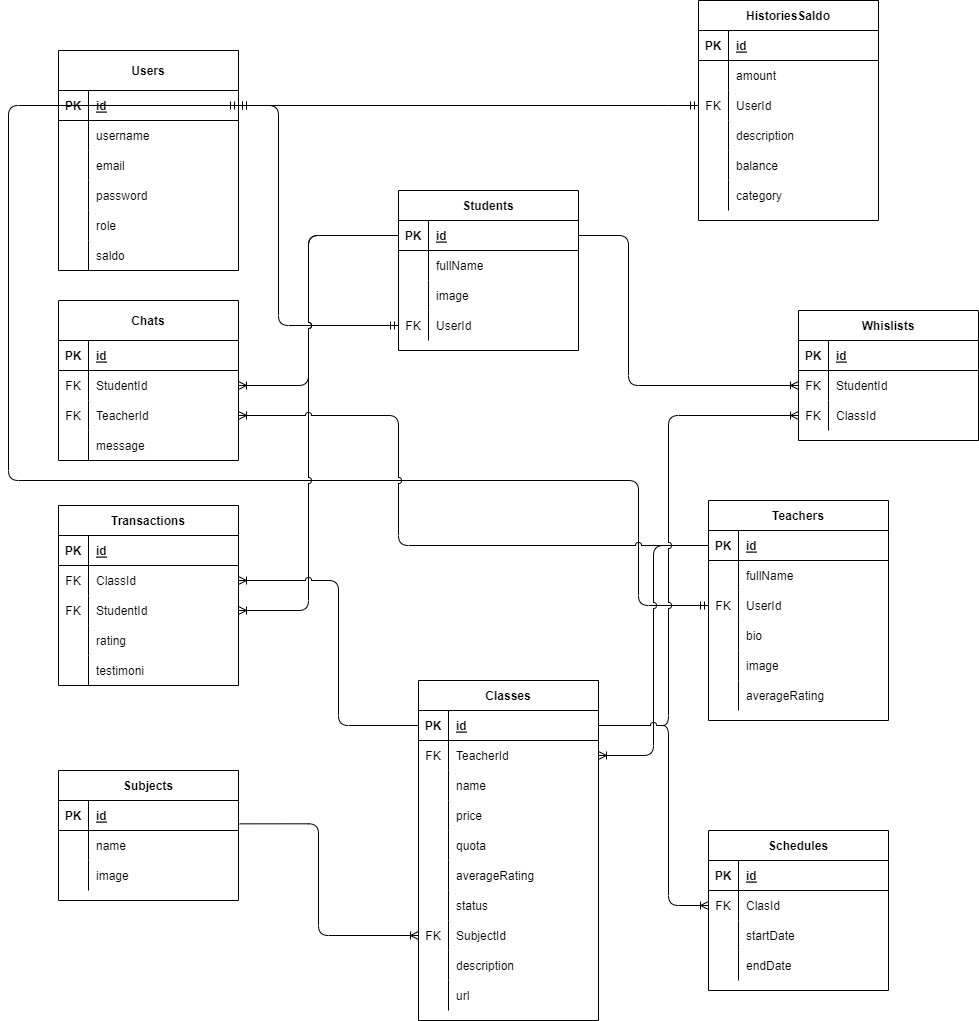 HistoriesSaldo
PK id
amount
FK UserId
description
balance
category
Users
PK id
username
email
password
role
saldo
Students
PK id
fullName
image
FK UserId
Chats
PK id
FK StudentId
FK TeacherId
message
Whislists
PK id
FK StudentId
FK ClassId
Transactions
PK id
FK ClassId
FK StudentId
rating
testimoni
Teachers
PK id
fullName
FK UserId
bio
image
averageRating
Classes
PK id
FK TeacherId
name
price
quota
averageRating
status
FK SubjectId
description
url
Subjects
PK id
name
image
Schedules
PK id
FK ClasId
startDate
endDate